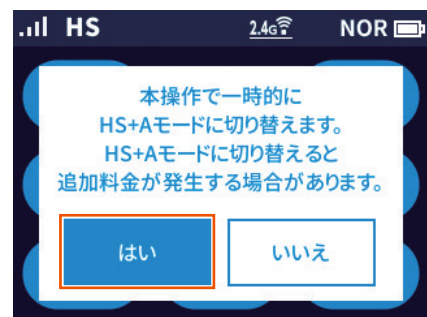 HS 2.4G NOR
本操作で一時的に
HS+Aモードに切り替えます。
HS+Aモードに切り替えると
追加料金が発生する場合があります。
はい いいえ